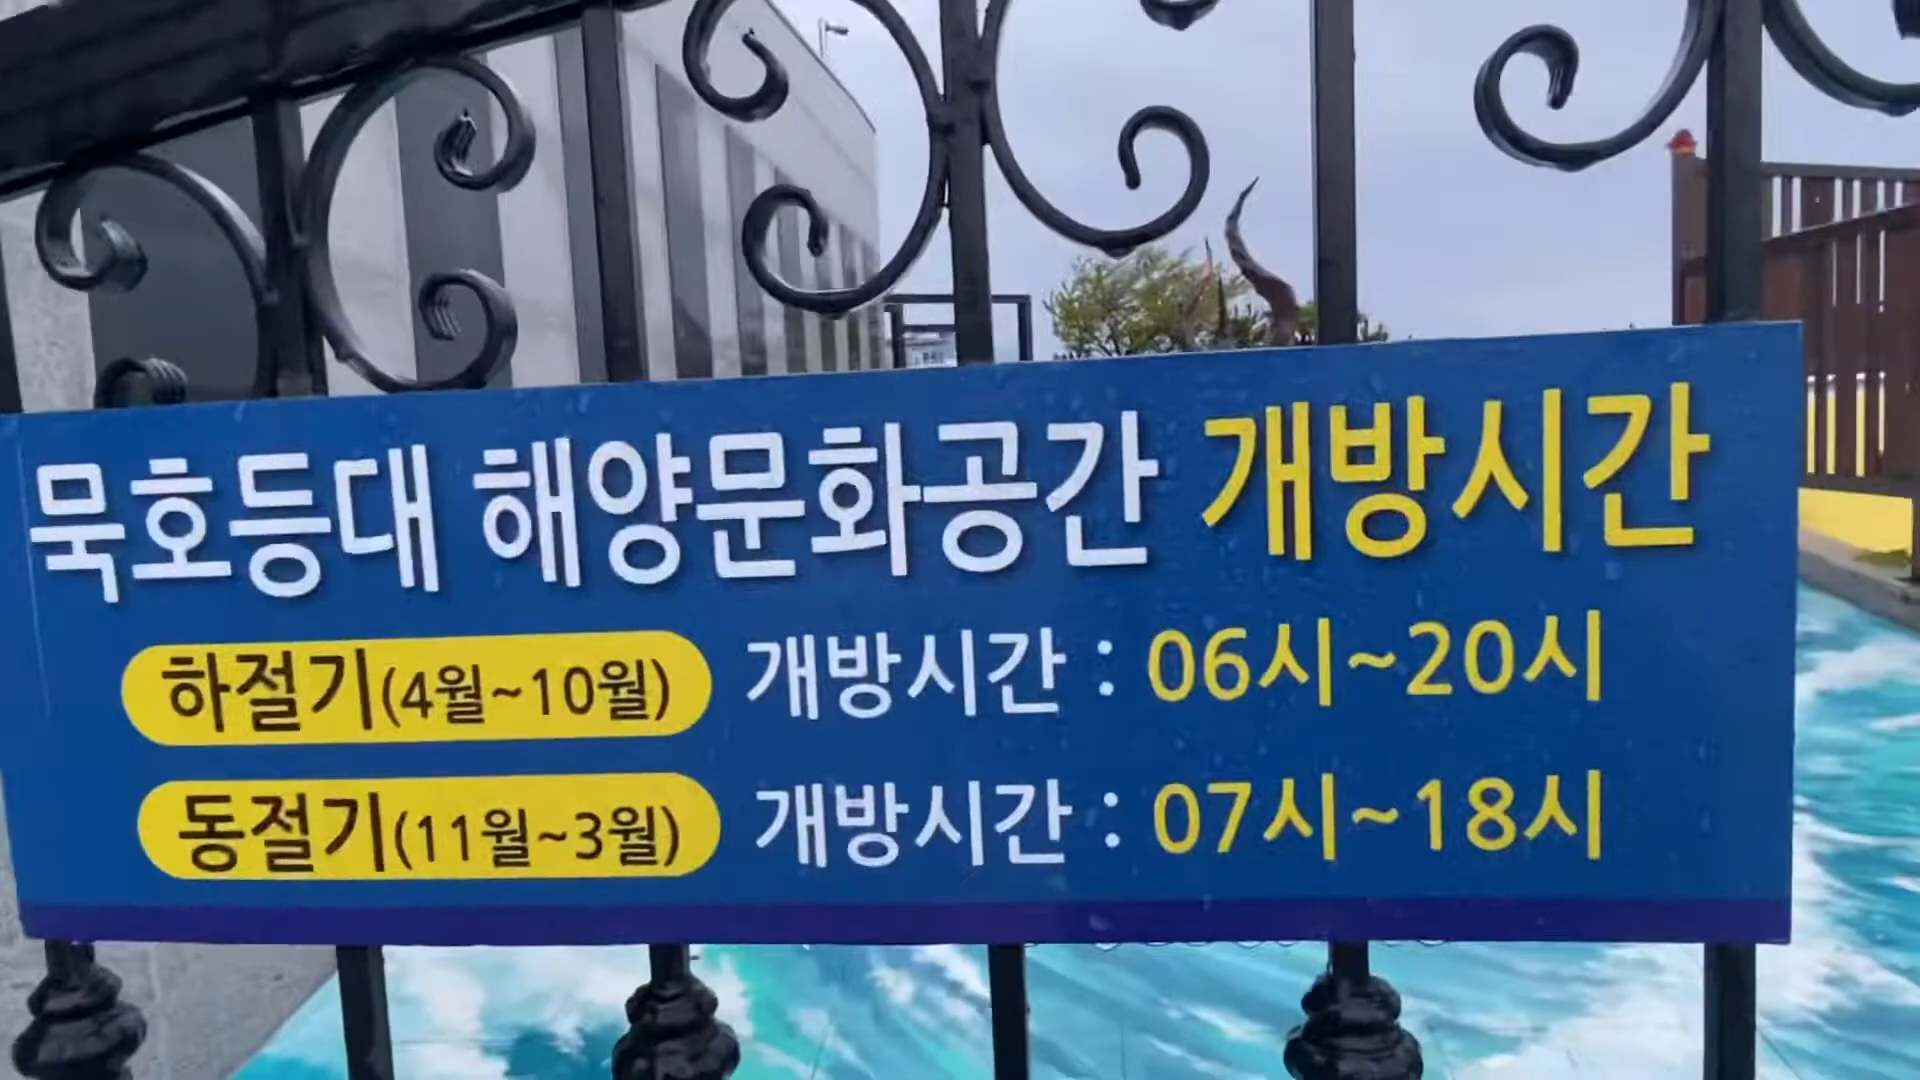 묵호등대 해양문화공간 개방시간
하절기(4월~10월) 개방시간 : 06시~20시
동절기(11월~3월) 개방시간 : 07시~18시